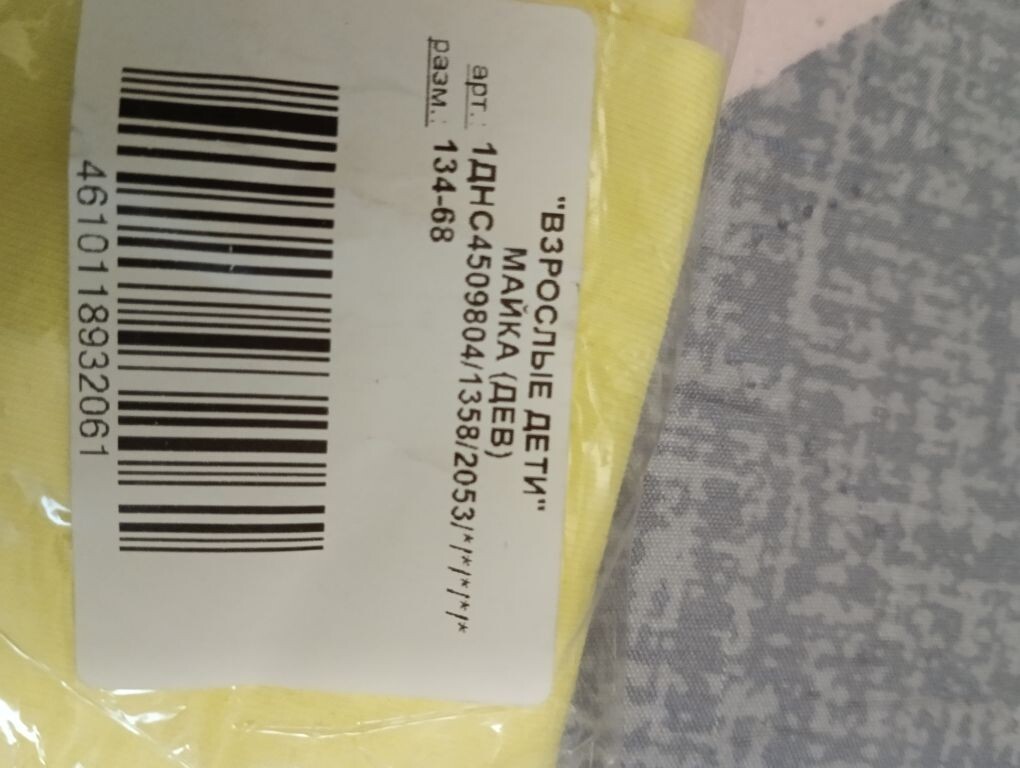 "ВЗРОСЛЫЕ ДЕТИ"
МАЙКА (ДЕВ)
арт.: 1ДНС4509804/1358/2053/*/*/*/*/*
разм.: 134-68
4610118932061